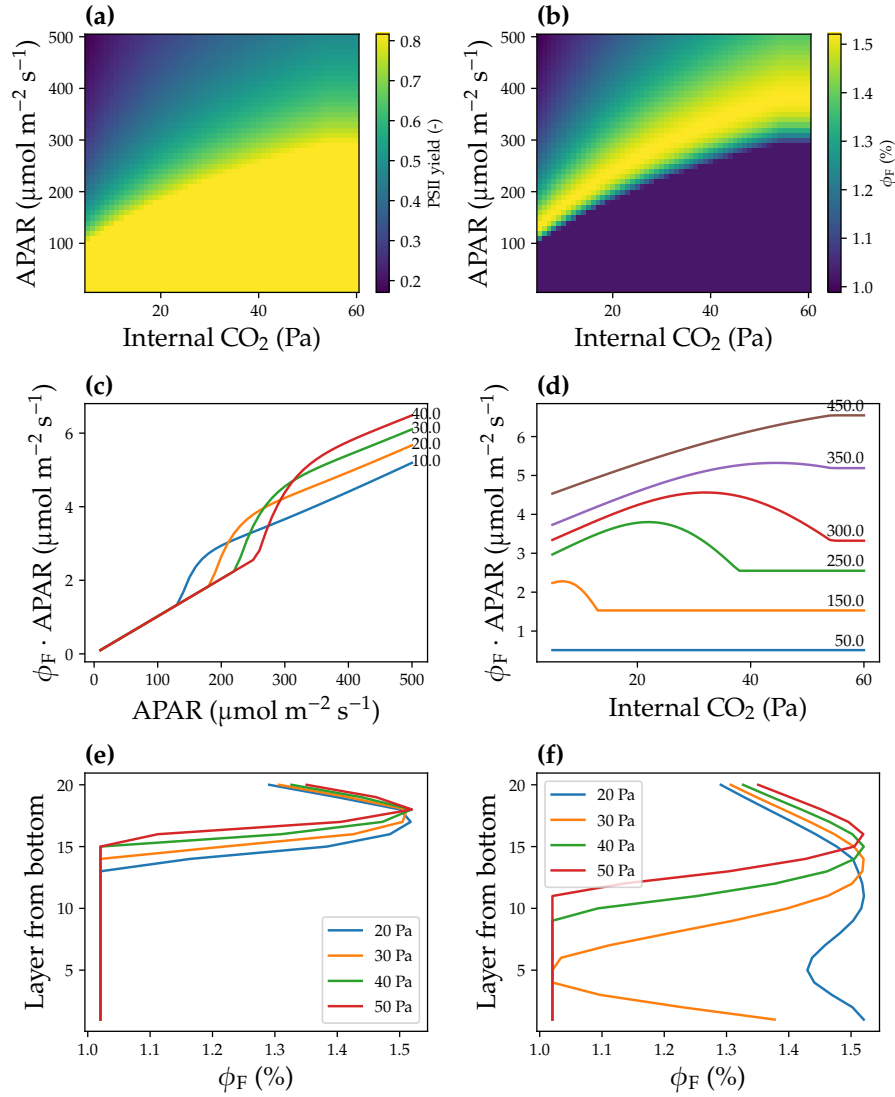 (a)
500
400
300
200
100
APAR (μmol m⁻² s⁻¹)
20
40
60
Internal CO₂ (Pa)
0.8
0.7
0.6
0.5
0.4
0.3
0.2
PSII yield (-)
(b)
500
400
300
200
100
APAR (μmol m⁻² s⁻¹)
20
40
60
Internal CO₂ (Pa)
1.5
1.4
1.3
1.2
1.1
1.0
ϕF (%)
(c)
6
4
2
0
ϕF · APAR (μmol m⁻² s⁻¹)
40.0
30.0
20.0
10.0
0
100
200
300
400
500
APAR (μmol m⁻² s⁻¹)
(d)
6
5
4
3
2
1
ϕF · APAR (μmol m⁻² s⁻¹)
450.0
350.0
300.0
250.0
150.0
50.0
20
40
60
Internal CO₂ (Pa)
(e)
20
15
10
5
Layer from bottom
20 Pa
30 Pa
40 Pa
50 Pa
1.0
1.1
1.2
1.3
1.4
1.5
ϕF (%)
(f)
20
15
10
5
Layer from bottom
20 Pa
30 Pa
40 Pa
50 Pa
1.0
1.1
1.2
1.3
1.4
1.5
ϕF (%)